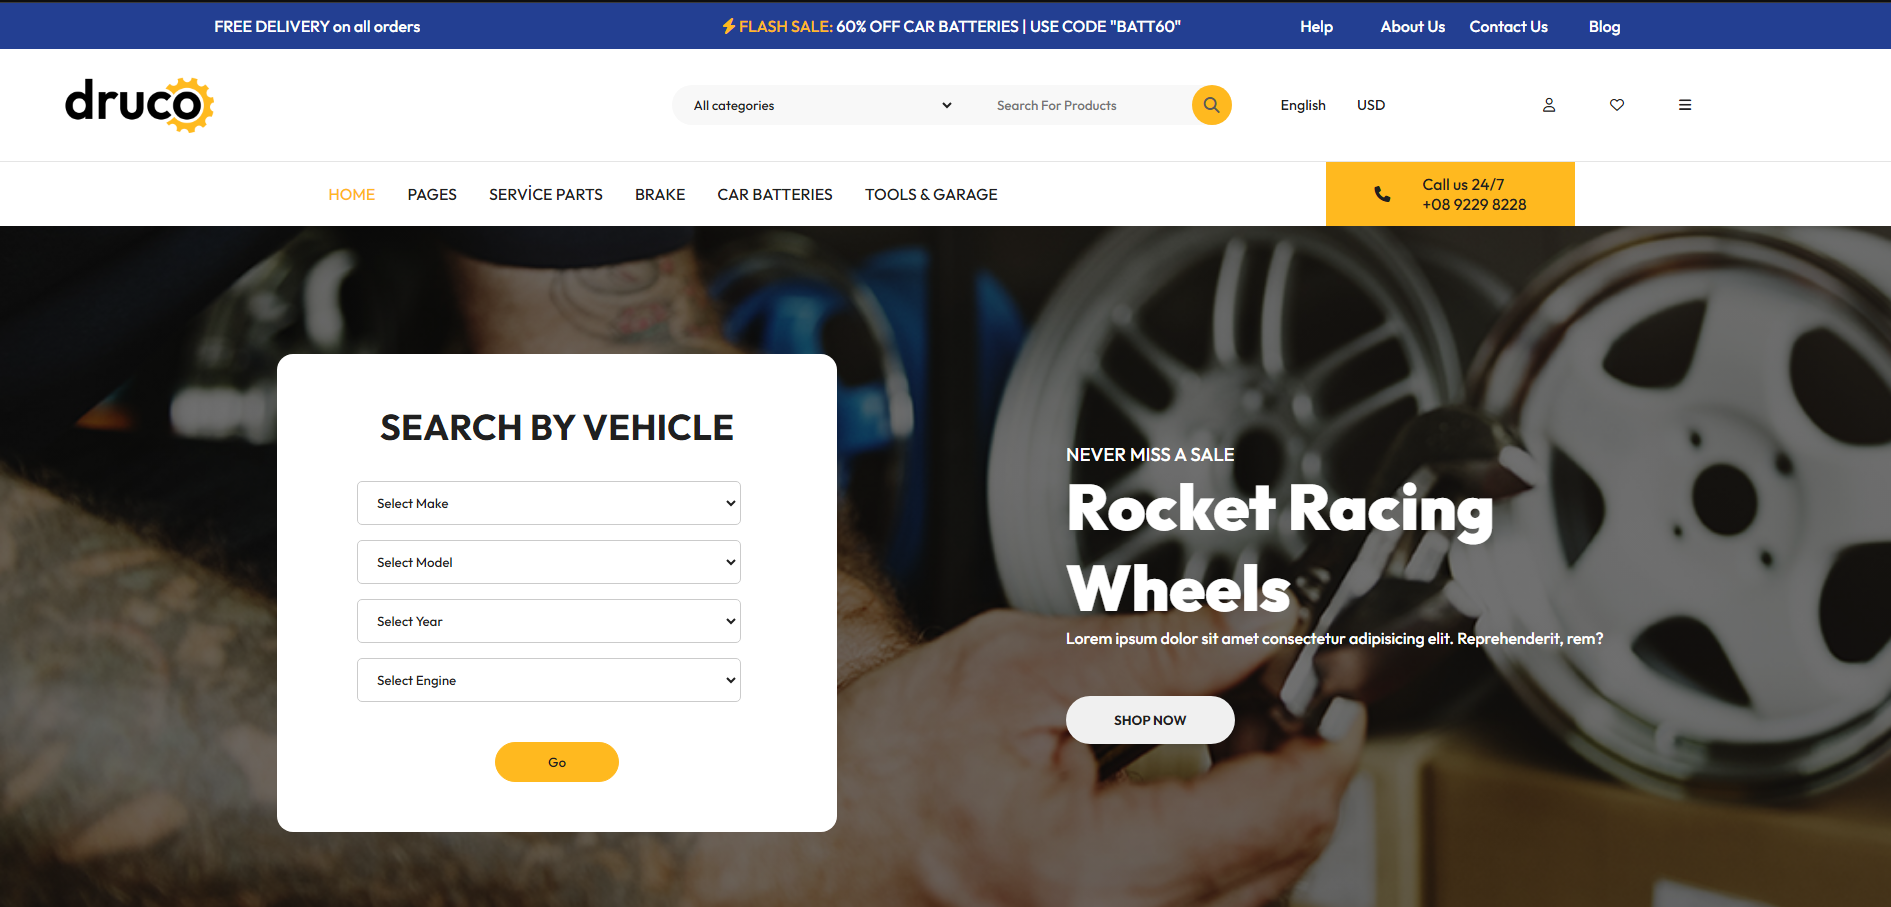 FREE DELIVERY on all orders
FLASH SALE: 60% OFF CAR BATTERIES | USE CODE "BATT60"
Help
About Us
Contact Us
Blog
druco
All categories
Search For Products
English
USD
HOME
PAGES
SERVİCE PARTS
BRAKE
CAR BATTERIES
TOOLS & GARAGE
Call us 24/7
+08 9229 8228
SEARCH BY VEHICLE
Select Make
Select Model
Select Year
Select Engine
Go
NEVER MISS A SALE
Rocket Racing
Wheels
Lorem ipsum dolor sit amet consectetur adipisicing elit. Reprehenderit, rem?
SHOP NOW